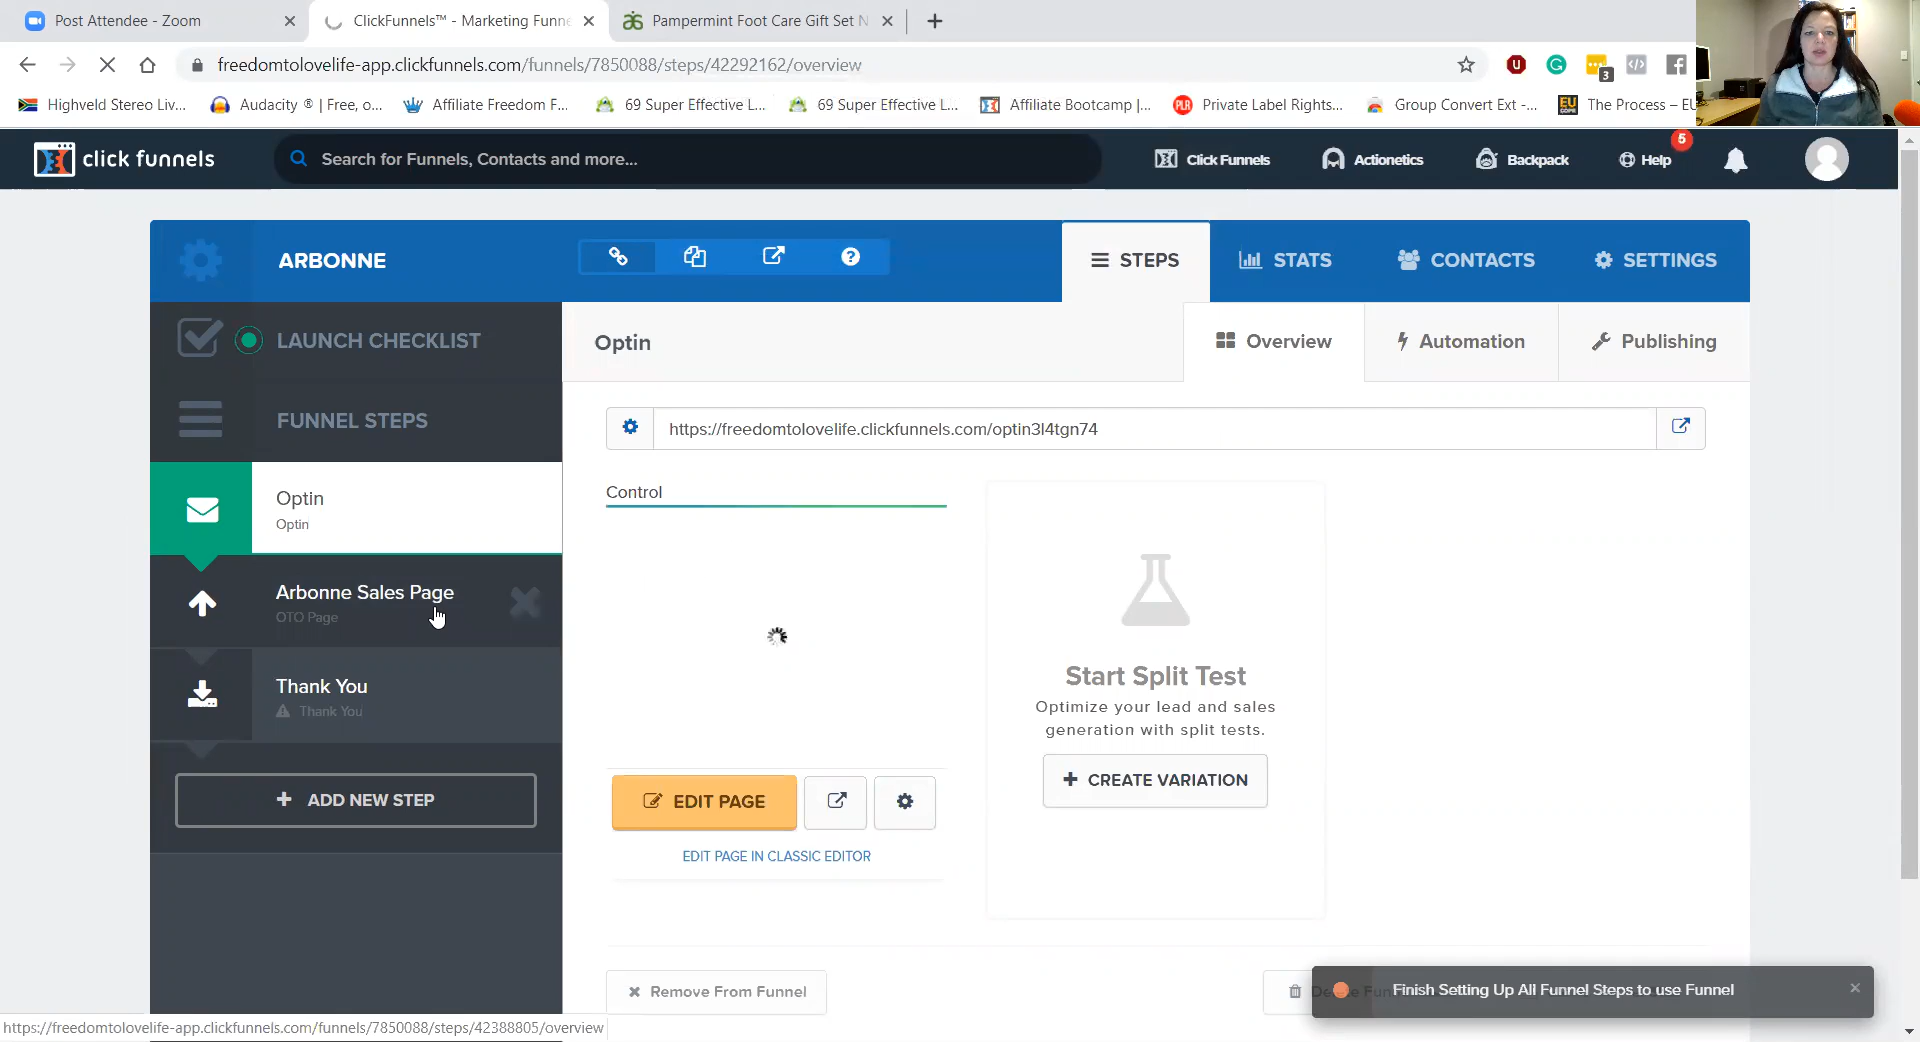 Post Attendee - Zoom
ClickFunnels™ - Marketing Funne
Pampermint Foot Care Gift Set N
freedomtolovelife-app.clickfunnels.com/funnels/7850088/steps/42292162/overview
U
G
3
Highveld Stereo Liv...
Audacity ® | Free, o...
Affiliate Freedom F...
69 Super Effective L...
69 Super Effective L...
Affiliate Bootcamp |...
PLR
Private Label Rights...
Group Convert Ext -...
EU
The Process – EU
click funnels
Search for Funnels, Contacts and more...
Click Funnels
Actionetics
Backpack
Help
5
ARBONNE
STEPS
STATS
CONTACTS
SETTINGS
LAUNCH CHECKLIST
Optin
Overview
Automation
Publishing
FUNNEL STEPS
https://freedomtolovelife.clickfunnels.com/optin3l4tgn74
Optin
Optin
Control
Arbonne Sales Page
OTO Page
Thank You
Thank You
Start Split Test
Optimize your lead and sales
generation with split tests.
CREATE VARIATION
ADD NEW STEP
EDIT PAGE
EDIT PAGE IN CLASSIC EDITOR
Remove From Funnel
Finish Setting Up All Funnel Steps to use Funnel
https://freedomtolovelife-app.clickfunnels.com/funnels/7850088/steps/42388805/overview